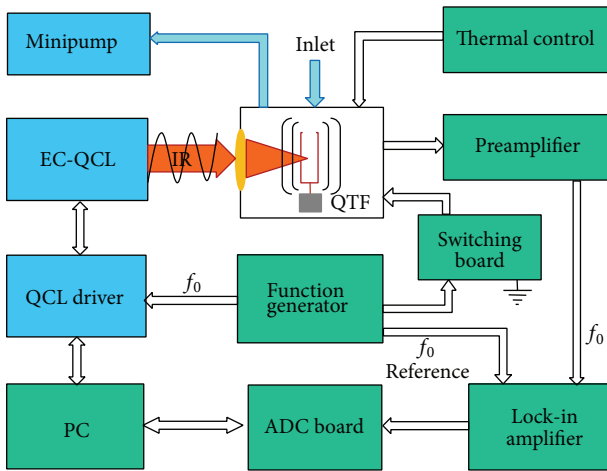 Minipump
Inlet
Thermal control
EC-QCL
IR
QTF
Preamplifier
Switching
board
QCL driver
f0
Function
generator
f0
Reference
f0
PC
ADC board
Lock-in
amplifier